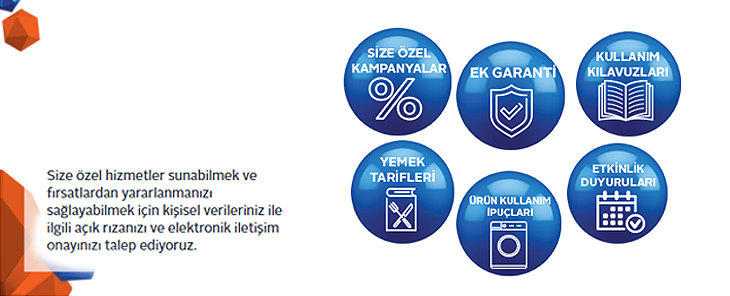 SİZE ÖZEL
KAMPANYALAR
EK GARANTİ
KULLANIM
KILAVUZLARI
YEMEK
TARİFLERİ
ÜRÜN KULLANIM
İPUÇLARI
ETKİNLİK
DUYURULARI
Size özel hizmetler sunabilmek ve
fırsatlardan yararlanmanızı
sağlayabilmek için kişisel verileriniz ile
ilgili açık rızanızı ve elektronik iletişim
onayınızı talep ediyoruz.